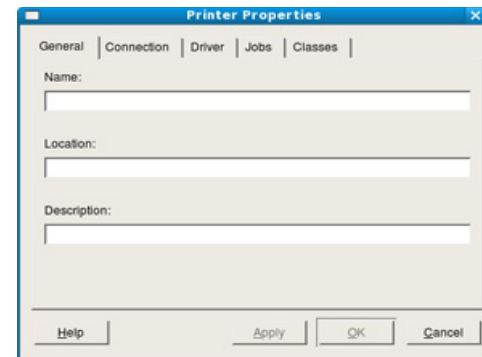 Printer Properties
General Connection Driver Jobs Classes
Name:
Location:
Description:
Help Apply OK Cancel